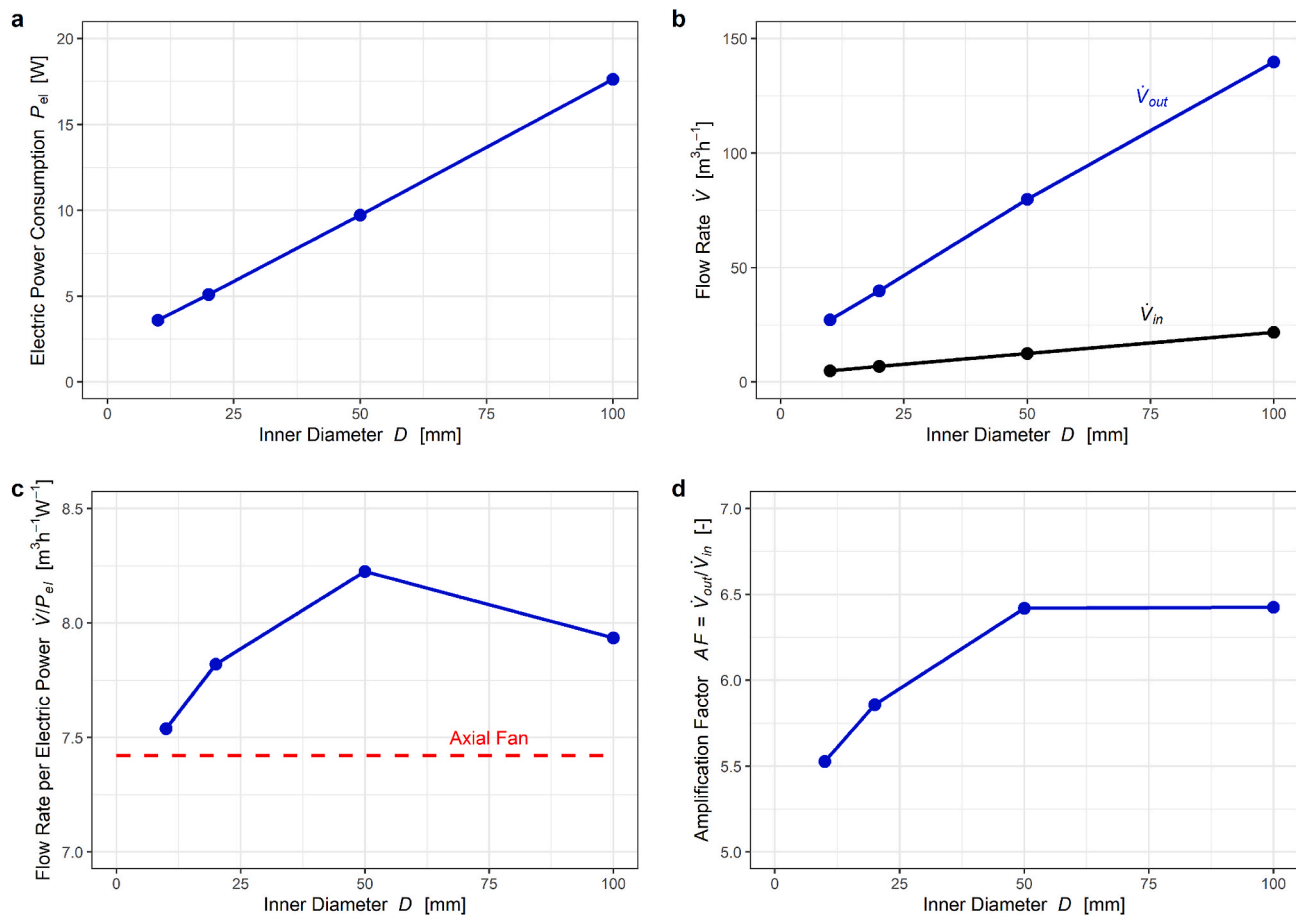 a
Electric Power Consumption P_el [W]
20
15
10
5
0
0 25 50 75 100
Inner Diameter D [mm]
b
Flow Rate V̇ [m³h⁻¹]
150
100
50
0
V̇_out
V̇_in
0 25 50 75 100
Inner Diameter D [mm]
c
Flow Rate per Electric Power V̇/P_el [m³h⁻¹W⁻¹]
8.5
8.0
7.5
7.0
Axial Fan
0 25 50 75 100
Inner Diameter D [mm]
d
Amplification Factor AF = V̇_out/V̇_in [-]
7.0
6.5
6.0
5.5
5.0
0 25 50 75 100
Inner Diameter D [mm]